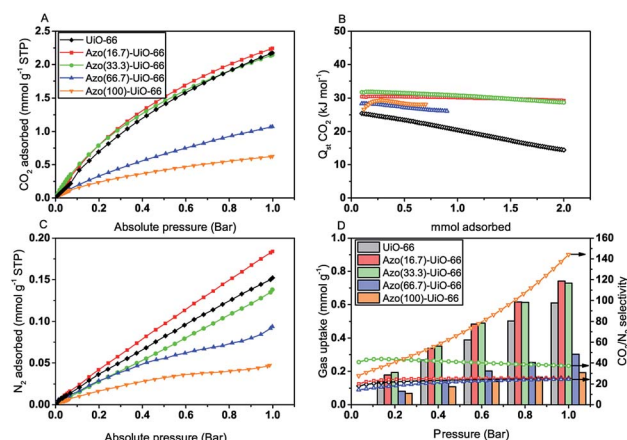 A
CO2 adsorbed (mmol g-1 STP)
2.5
2.0
1.5
1.0
0.5
0.0
UiO-66
Azo(16.7)-UiO-66
Azo(33.3)-UiO-66
Azo(66.7)-UiO-66
Azo(100)-UiO-66
0.0 0.2 0.4 0.6 0.8 1.0
Absolute pressure (Bar)
B
Qst CO2 (kJ mol-1)
50
40
30
20
10
0
0.0 0.5 1.0 1.5 2.0
mmol adsorbed
C
N2 adsorbed (mmol g-1 STP)
0.20
0.15
0.10
0.05
0.00
0.0 0.2 0.4 0.6 0.8 1.0
Absolute pressure (Bar)
D
Gas uptake (mmol g-1)
1.0
0.8
0.6
0.4
0.2
0.0
UiO-66
Azo(16.7)-UiO-66
Azo(33.3)-UiO-66
Azo(66.7)-UiO-66
Azo(100)-UiO-66
160
140
120
100
80
60
40
20
0
CO2/N2 selectivity
0.0 0.2 0.4 0.6 0.8 1.0
Pressure (Bar)